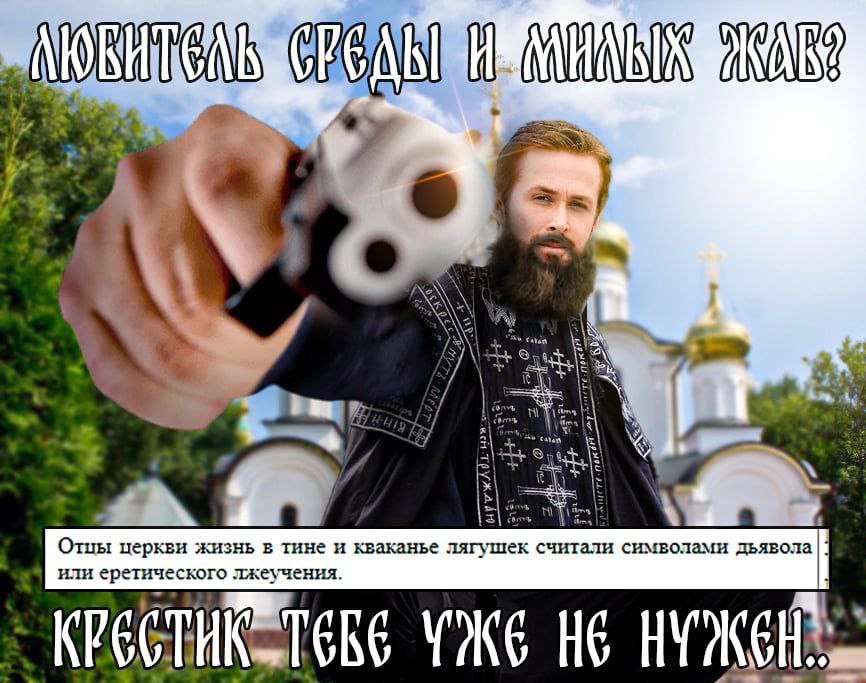 ЛЮБИТЕЛЬ СРЕДЫ И МИЛЫХ ЖАБ?
Отцы церкви жизнь в тине и кваканье лягушек считали символами дьявола
или еретического лжеучения.
КРЕСТИК ТЕБЕ УЖЕ НЕ НУЖЕН..